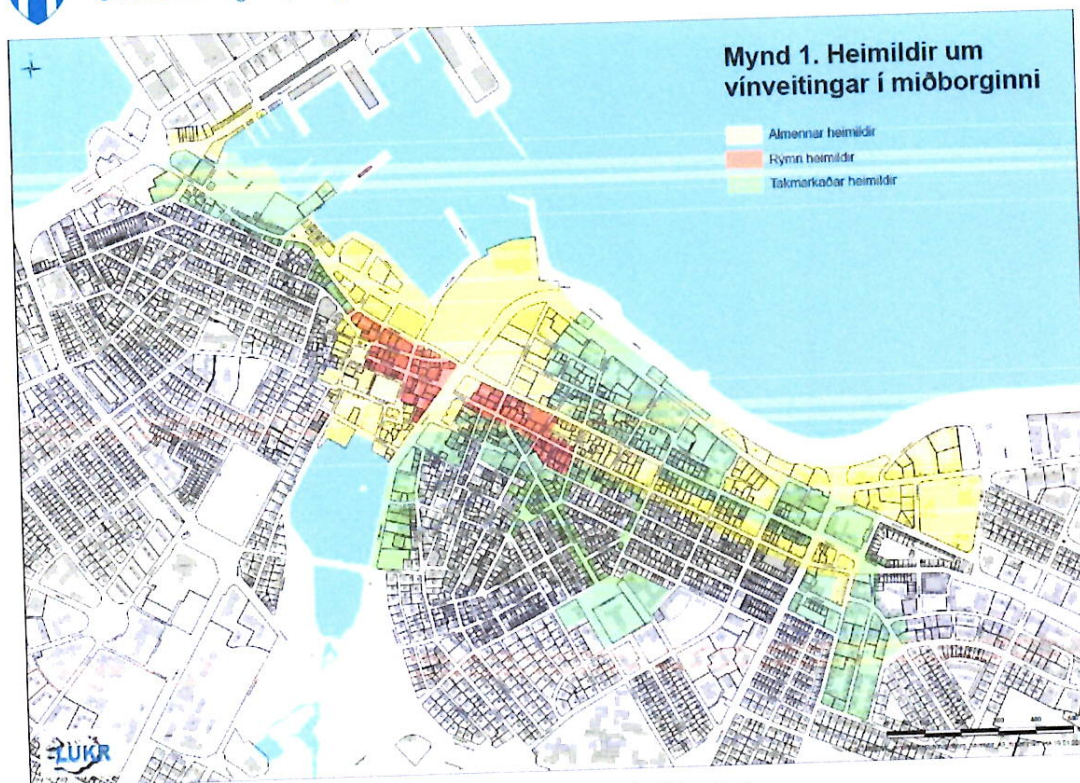 Mynd 1. Heimildir um
vínveitingar í miðborginni
Almennar heimildir
Rýmri heimildir
Takmarkaðar heimildir
LUKR